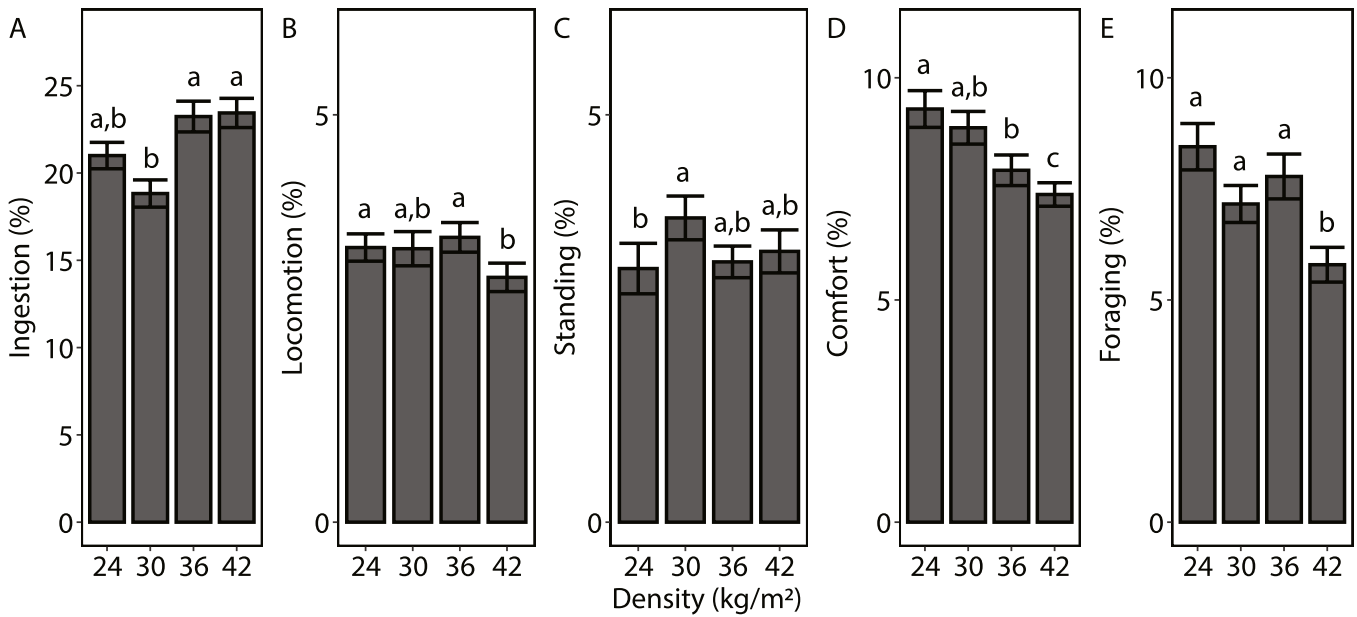 A
Ingestion (%)
25
20
15
10
5
0
a,b
b
a
a
24 30 36 42
B
Locomotion (%)
5
0
a
a,b
a
b
24 30 36 42
C
Standing (%)
5
0
b
a
a,b
a,b
24 30 36 42
D
Comfort (%)
10
5
0
a
a,b
b
c
24 30 36 42
E
Foraging (%)
10
5
0
a
a
a
b
24 30 36 42
Density (kg/m²)